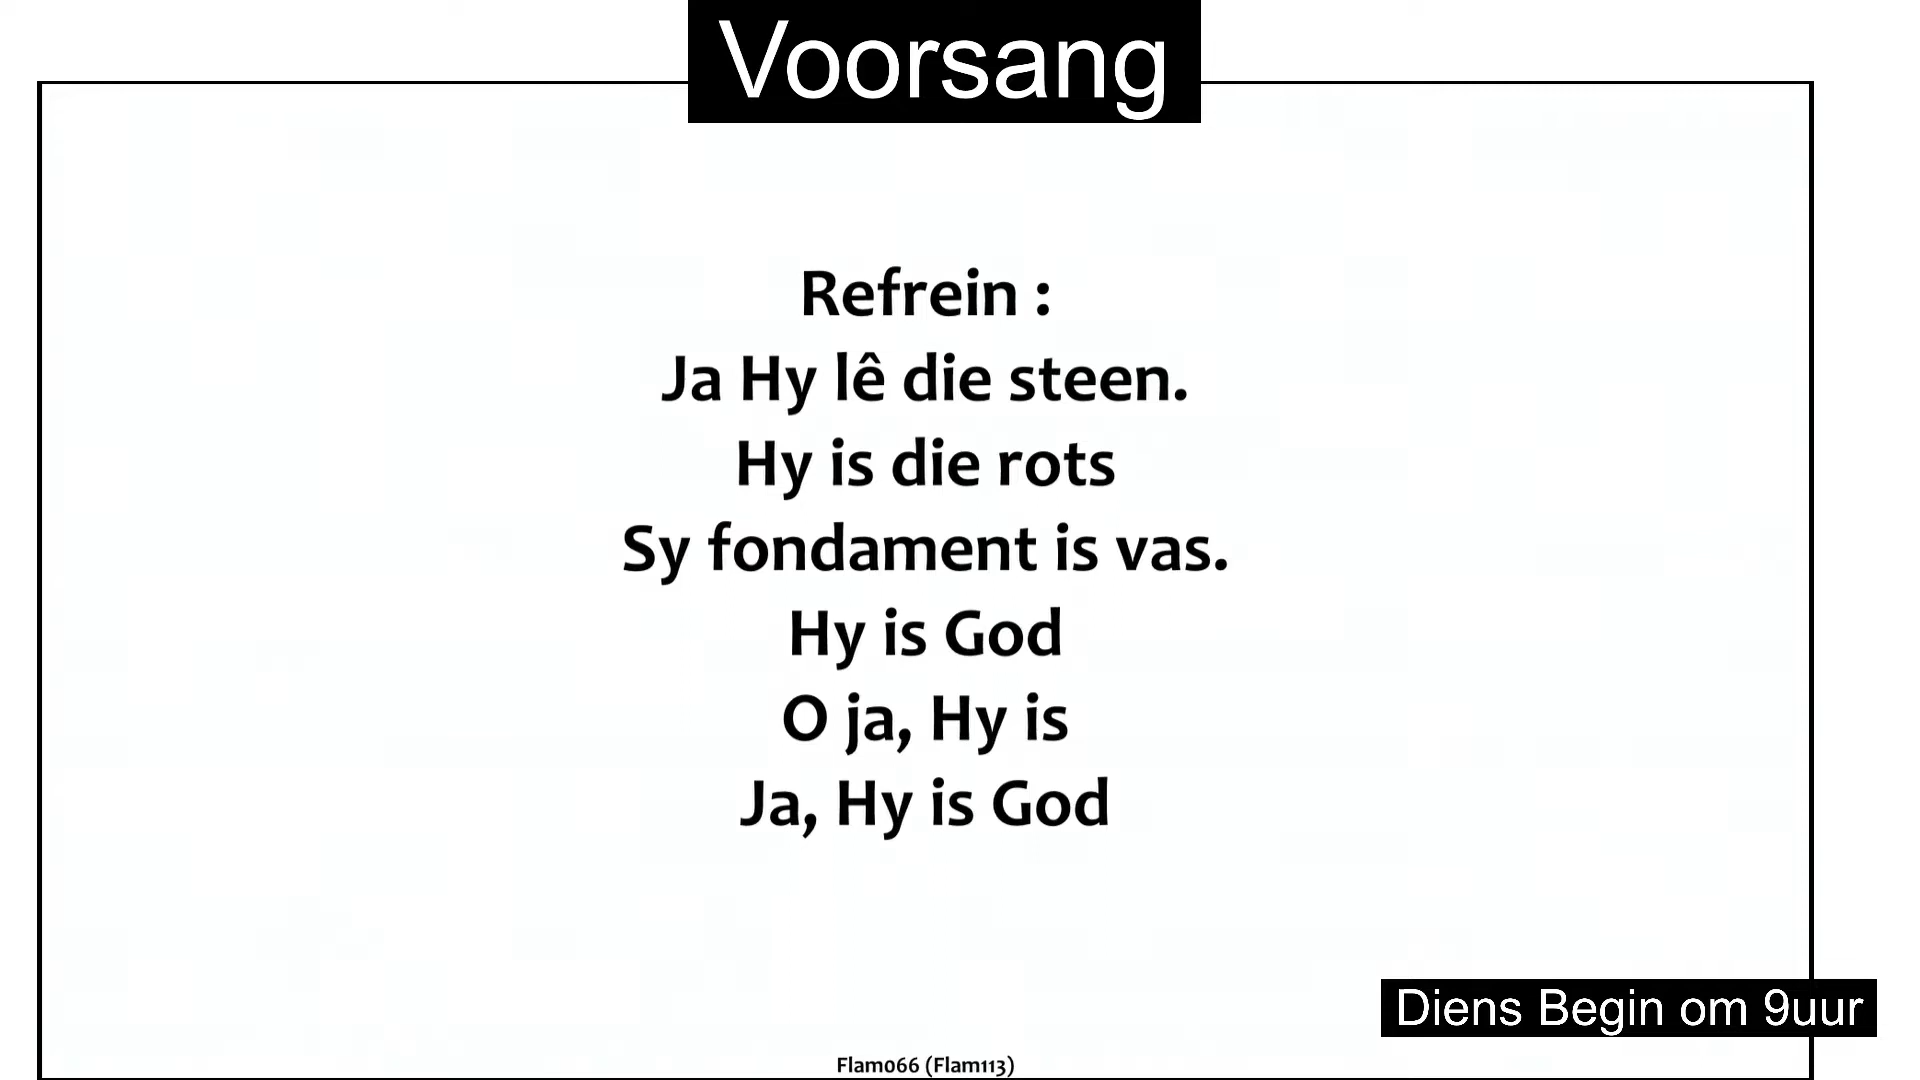 Voorsang
Refrein :
Ja Hy lê die steen.
Hy is die rots
Sy fondament is vas.
Hy is God
O ja, Hy is
Ja, Hy is God
Diens Begin om 9uur
Flam066 (Flam113)